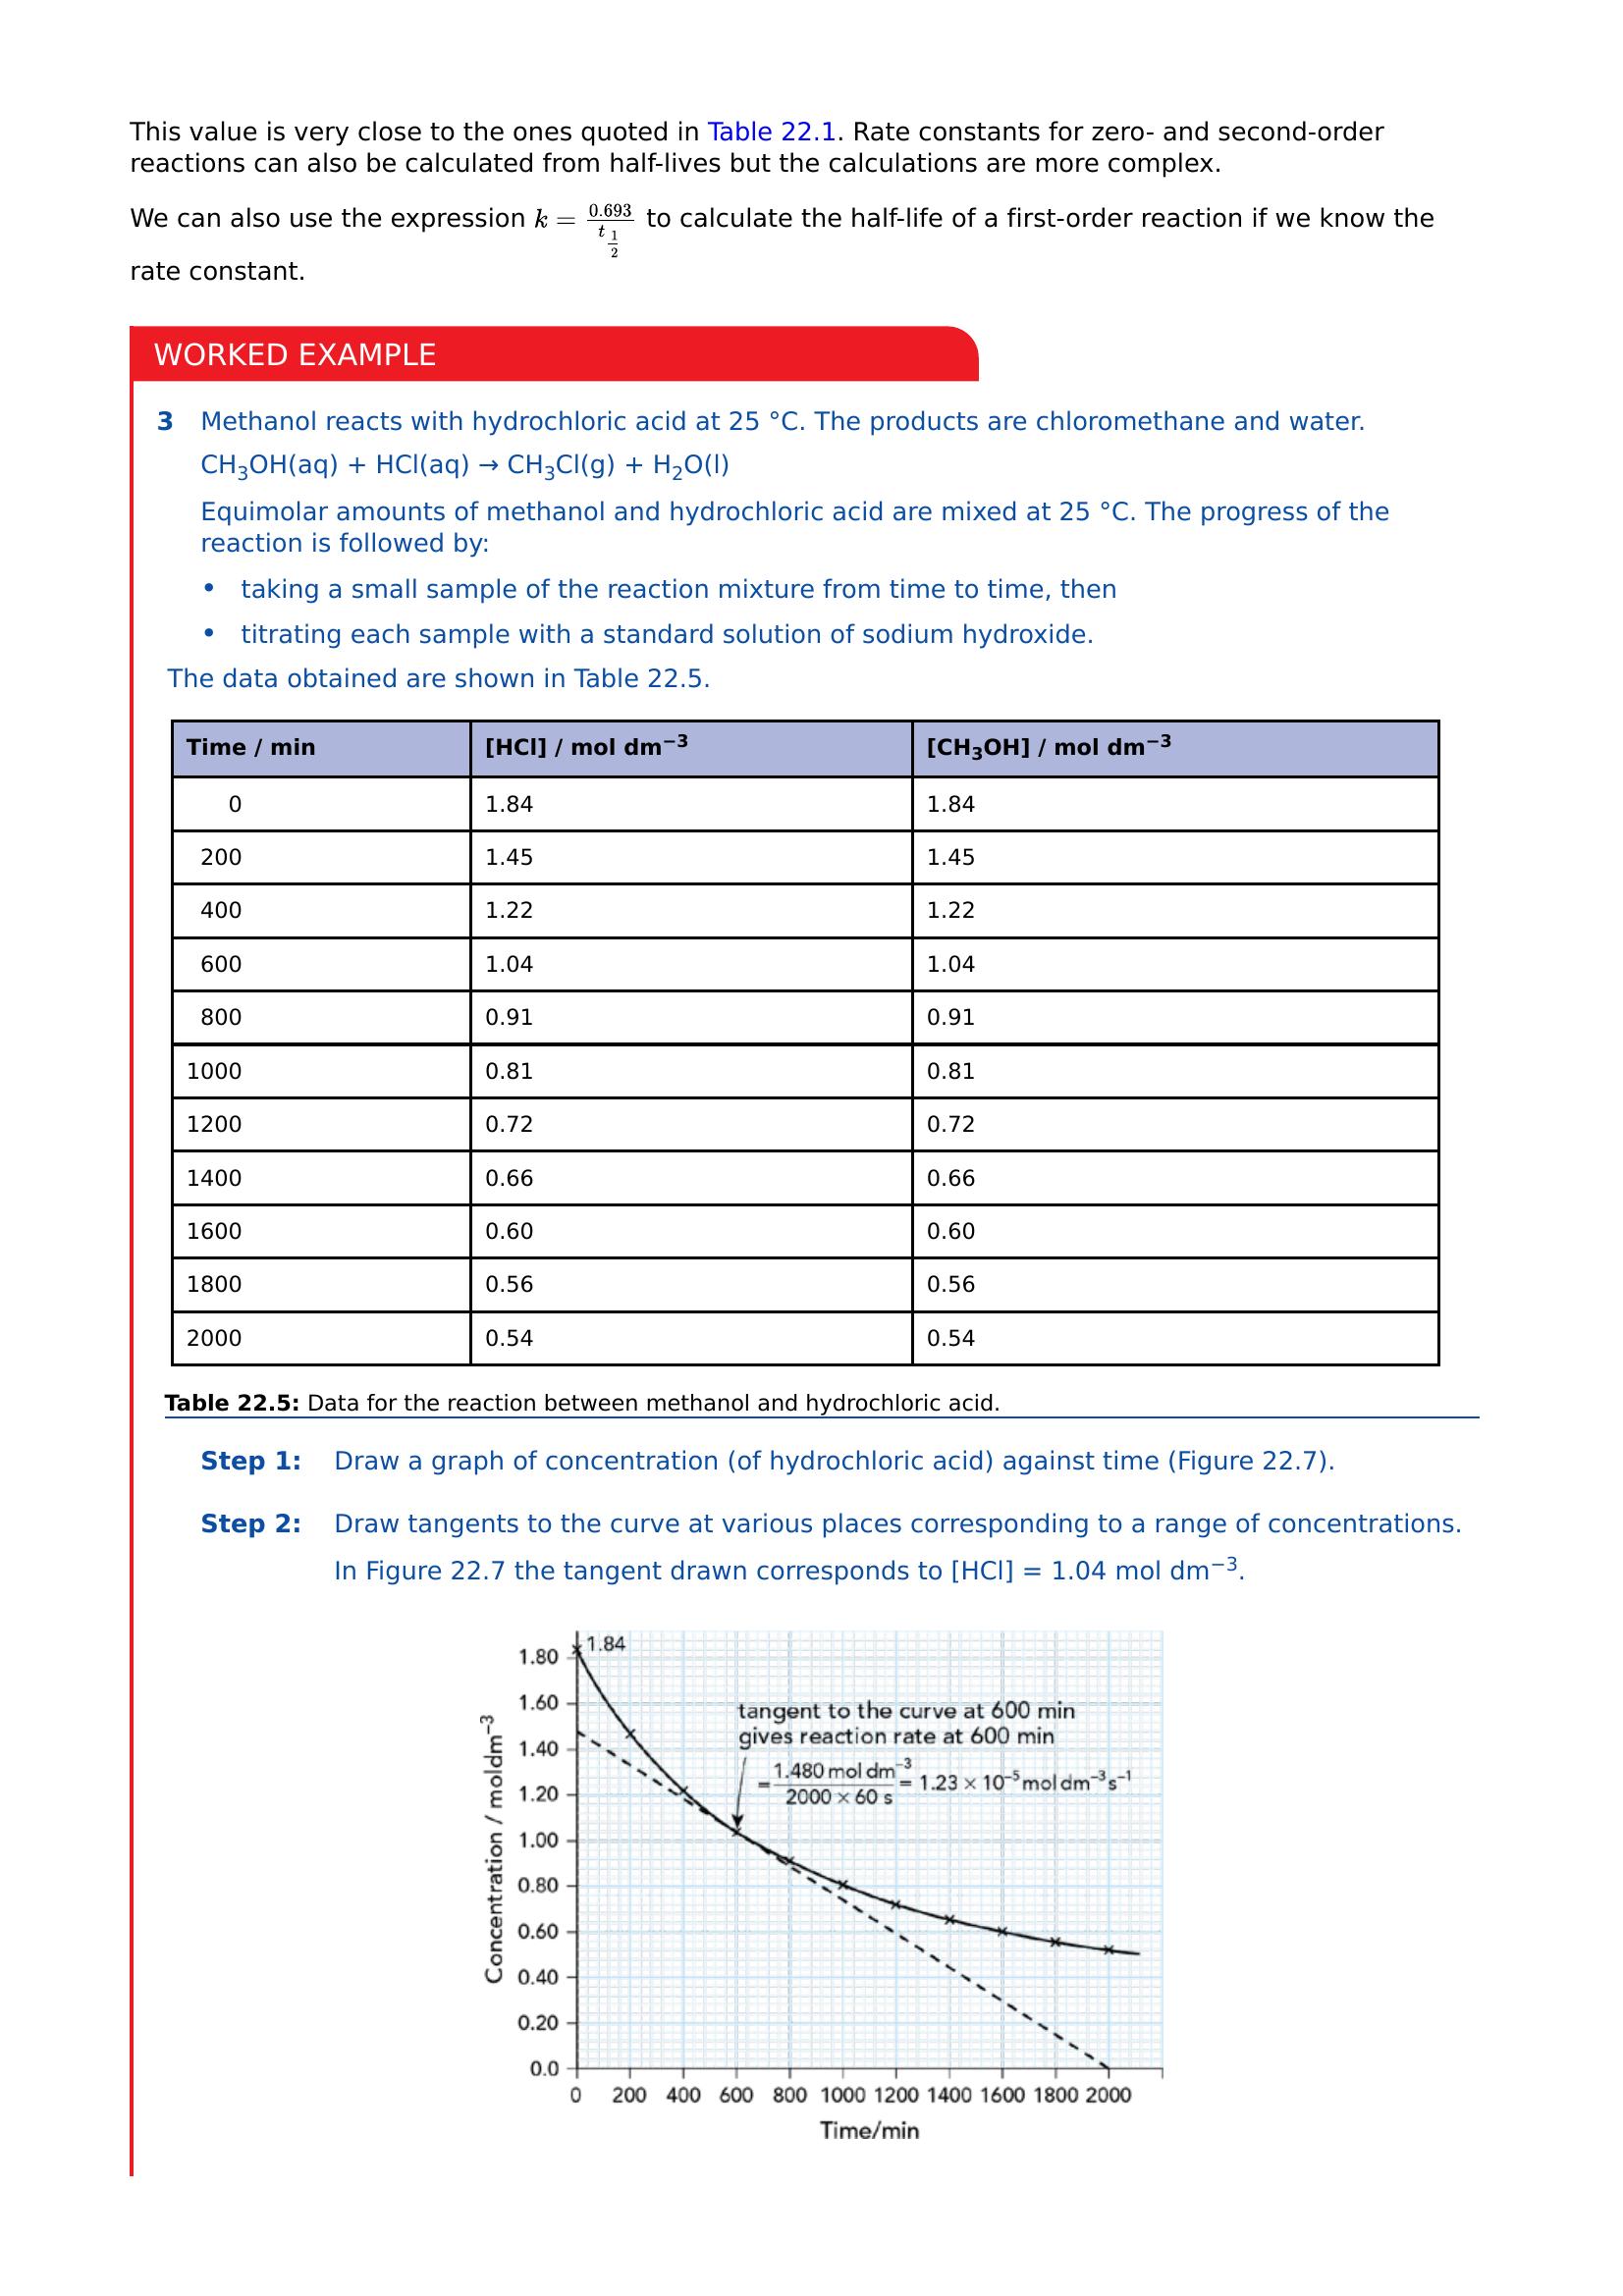 This value is very close to the ones quoted in Table 22.1. Rate constants for zero- and second-order
reactions can also be calculated from half-lives but the calculations are more complex.
We can also use the expression k = 0.693/t_{1/2} to calculate the half-life of a first-order reaction if we know the
rate constant.
WORKED EXAMPLE
3 Methanol reacts with hydrochloric acid at 25 °C. The products are chloromethane and water.
CH₃OH(aq) + HCl(aq) → CH₃Cl(g) + H₂O(l)
Equimolar amounts of methanol and hydrochloric acid are mixed at 25 °C. The progress of the
reaction is followed by:
• taking a small sample of the reaction mixture from time to time, then
• titrating each sample with a standard solution of sodium hydroxide.
The data obtained are shown in Table 22.5.
Time / min [HCl] / mol dm⁻³ [CH₃OH] / mol dm⁻³
0 1.84 1.84
200 1.45 1.45
400 1.22 1.22
600 1.04 1.04
800 0.91 0.91
1000 0.81 0.81
1200 0.72 0.72
1400 0.66 0.66
1600 0.60 0.60
1800 0.56 0.56
2000 0.54 0.54
Table 22.5: Data for the reaction between methanol and hydrochloric acid.
Step 1: Draw a graph of concentration (of hydrochloric acid) against time (Figure 22.7).
Step 2: Draw tangents to the curve at various places corresponding to a range of concentrations.
In Figure 22.7 the tangent drawn corresponds to [HCl] = 1.04 mol dm⁻³.
Concentration / mol dm⁻³
1.80
1.60
1.40
1.20
1.00
0.80
0.60
0.40
0.20
0.0
1.84
tangent to the curve at 600 min
gives reaction rate at 600 min
= 1.480 mol dm⁻³ / 2000 × 60 s = 1.23 × 10⁻⁵ mol dm⁻³ s⁻¹
0 200 400 600 800 1000 1200 1400 1600 1800 2000
Time/min